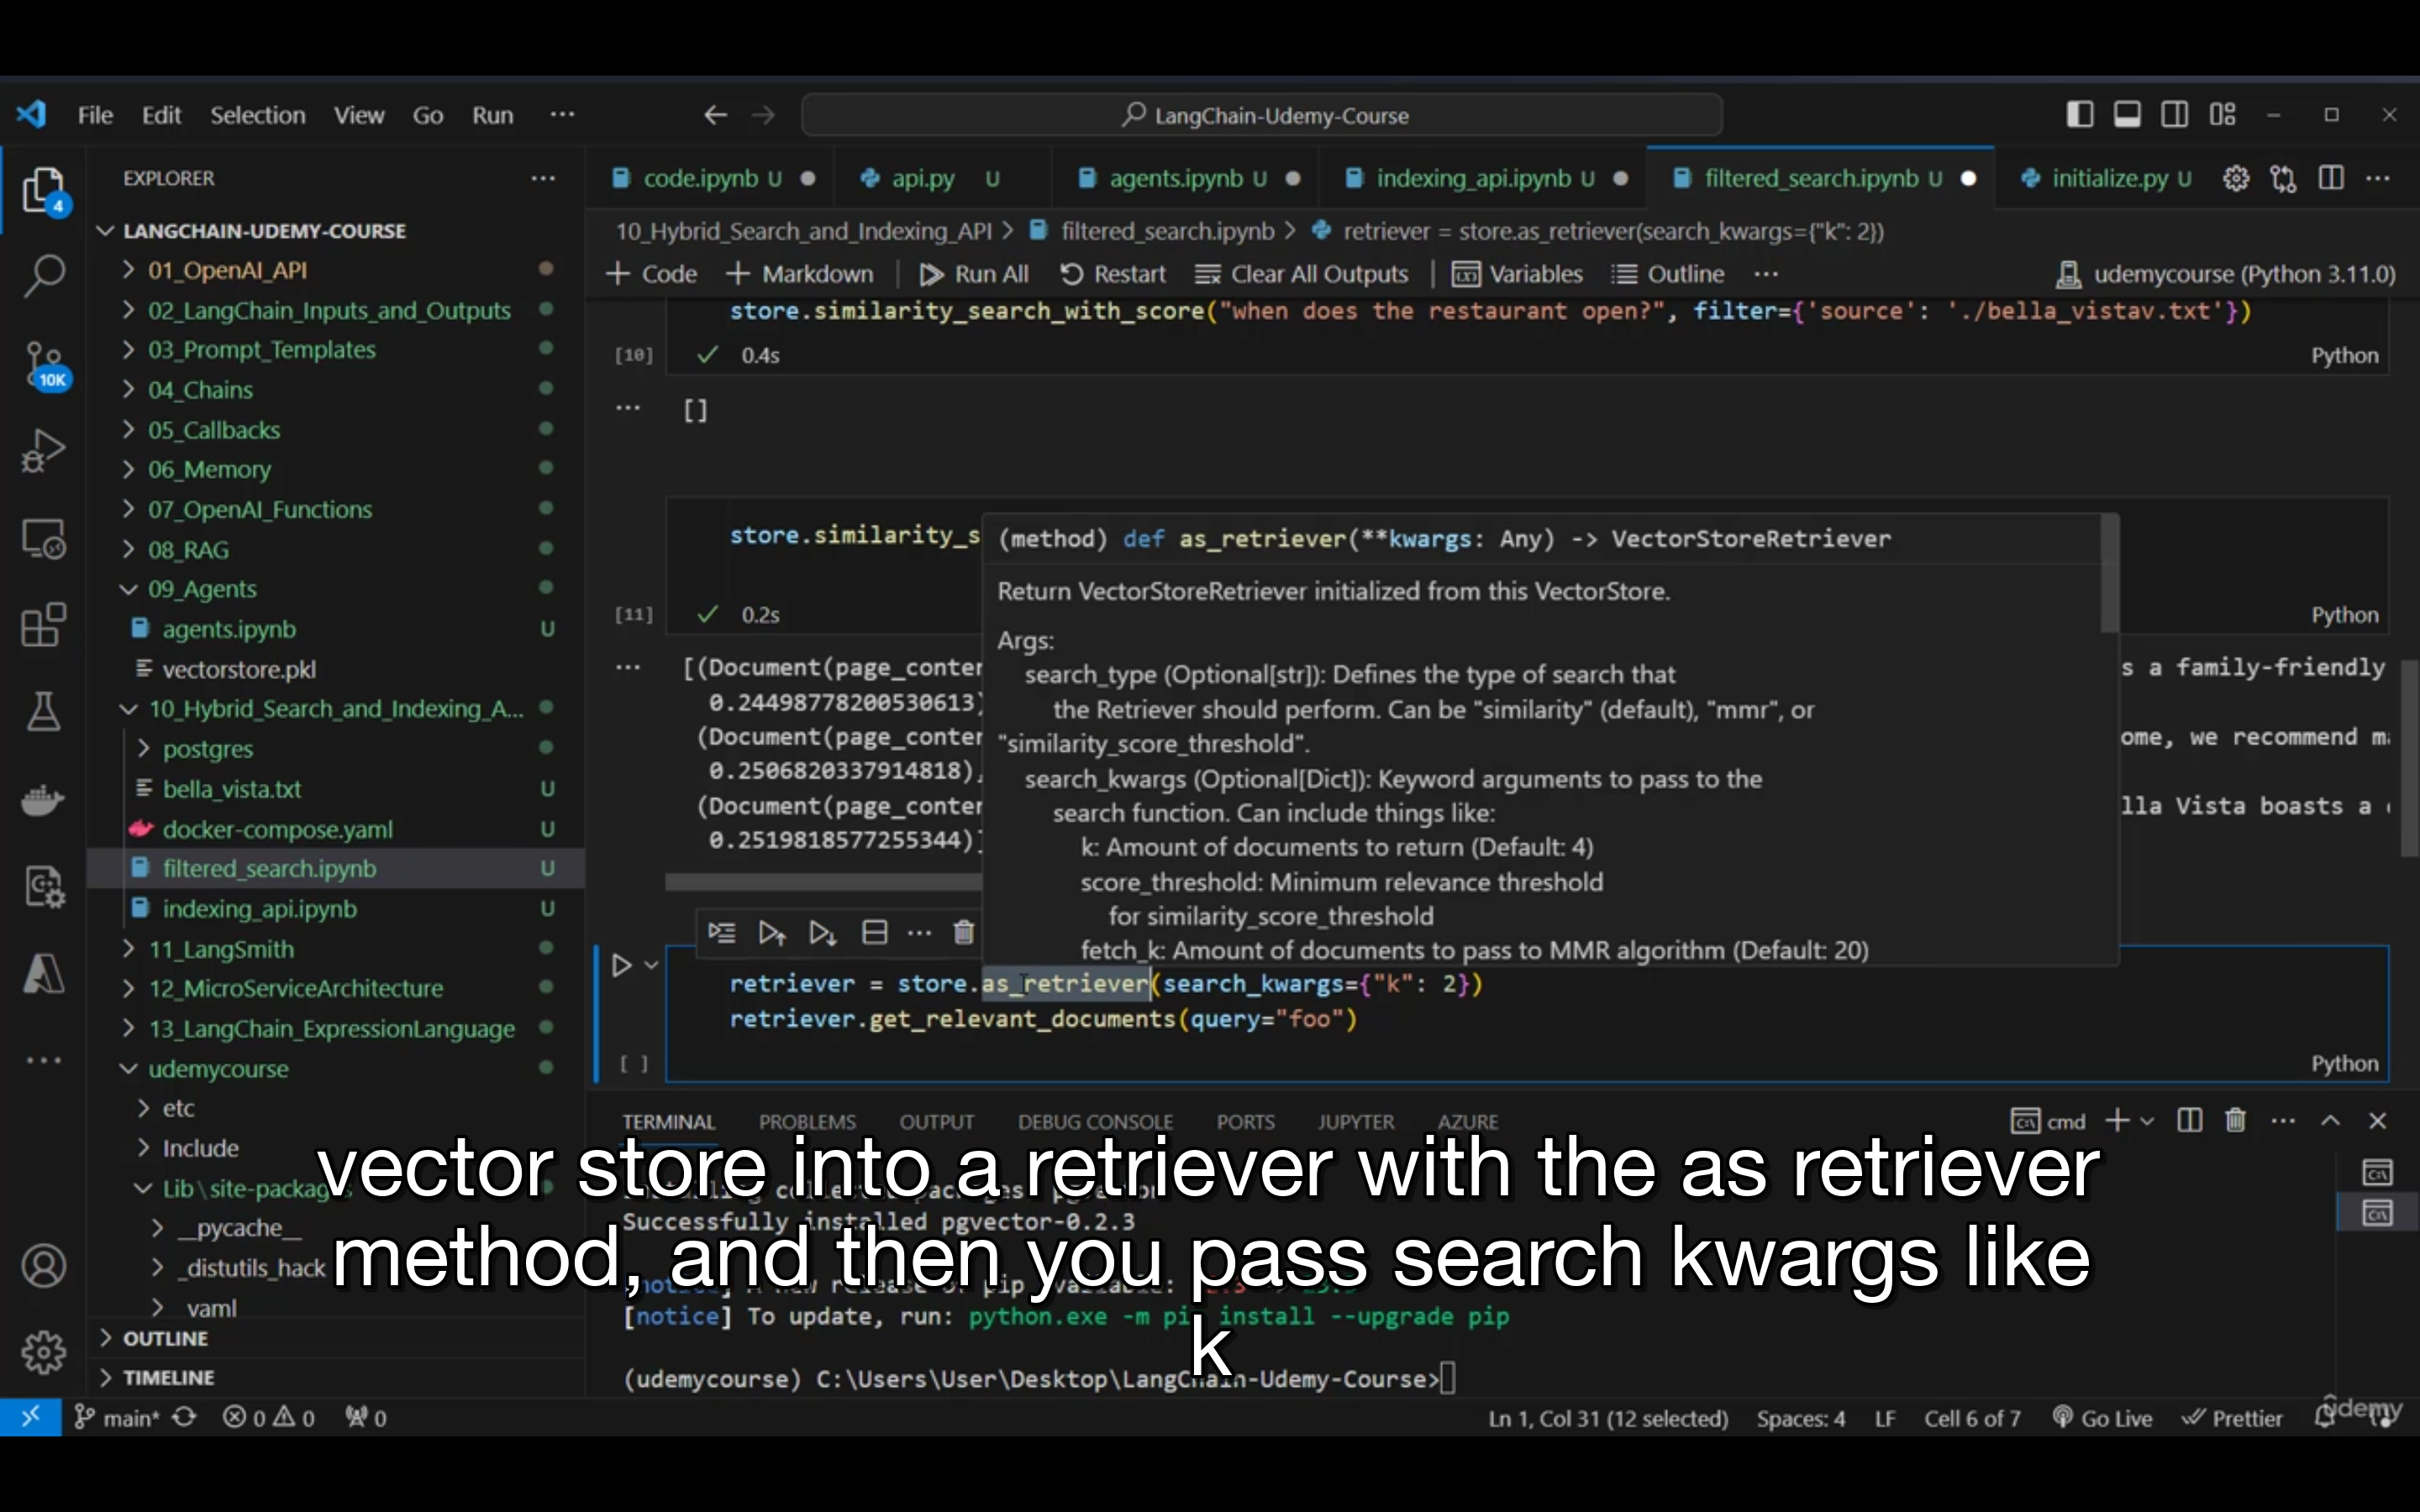 File Edit Selection View Go Run ... LangChain-Udemy-Course
EXPLORER
code.ipynb U api.py U agents.ipynb U indexing_api.ipynb U filtered_search.ipynb U initialize.py U
LANGCHAIN-UDEMY-COURSE
10_Hybrid_Search_and_Indexing_API > filtered_search.ipynb > retriever = store.as_retriever(search_kwargs={"k": 2})
Code Markdown Run All Restart Clear All Outputs Variables Outline ... udemycourse (Python 3.11.0)
4
10K
01_OpenAI_API
02_LangChain_Inputs_and_Outputs
03_Prompt_Templates
04_Chains
05_Callbacks
06_Memory
07_OpenAI_Functions
08_RAG
09_Agents
agents.ipynb U
vectorstore.pkl
10_Hybrid_Search_and_Indexing_A...
postgres
bella_vista.txt U
docker-compose.yaml U
filtered_search.ipynb U
indexing_api.ipynb U
11_LangSmith
12_MicroServiceArchitecture
13_LangChain_ExpressionLanguage
udemycourse
etc
Include
Lib\site-packag
__pycache__
_distutils_hack
yaml
OUTLINE
TIMELINE
store.similarity_search_with_score("when does the restaurant open?", filter={'source': './bella_vistav.txt'})
[10] 0.4s Python
[]
store.similarity_s
[11] 0.2s Python
[(Document(page_conten
0.24498778200530613)
(Document(page_conten
0.2506820337914818),
(Document(page_conten
0.2519818577255344)]
s a family-friendly
ome, we recommend m
lla Vista boasts a
(method) def as_retriever(**kwargs: Any) -> VectorStoreRetriever
Return VectorStoreRetriever initialized from this VectorStore.
Args:
search_type (Optional[str]): Defines the type of search that
the Retriever should perform. Can be "similarity" (default), "mmr", or
"similarity_score_threshold".
search_kwargs (Optional[Dict]): Keyword arguments to pass to the
search function. Can include things like:
k: Amount of documents to return (Default: 4)
score_threshold: Minimum relevance threshold
for similarity_score_threshold
fetch_k: Amount of documents to pass to MMR algorithm (Default: 20)
retriever = store.as_retriever(search_kwargs={"k": 2})
retriever.get_relevant_documents(query="foo")
[ ] Python
TERMINAL PROBLEMS OUTPUT DEBUG CONSOLE PORTS JUPYTER AZURE cmd
Successfully installed pgvector-0.2.3
[notice] To update, run: python.exe -m pip install --upgrade pip
(udemycourse) C:\Users\User\Desktop\LangChain-Udemy-Course>
vector store into a retriever with the as retriever
method, and then you pass search kwargs like
k
main* 0 0 0 Ln 1, Col 31 (12 selected) Spaces: 4 LF Cell 6 of 7 Go Live Prettier
ûdemy